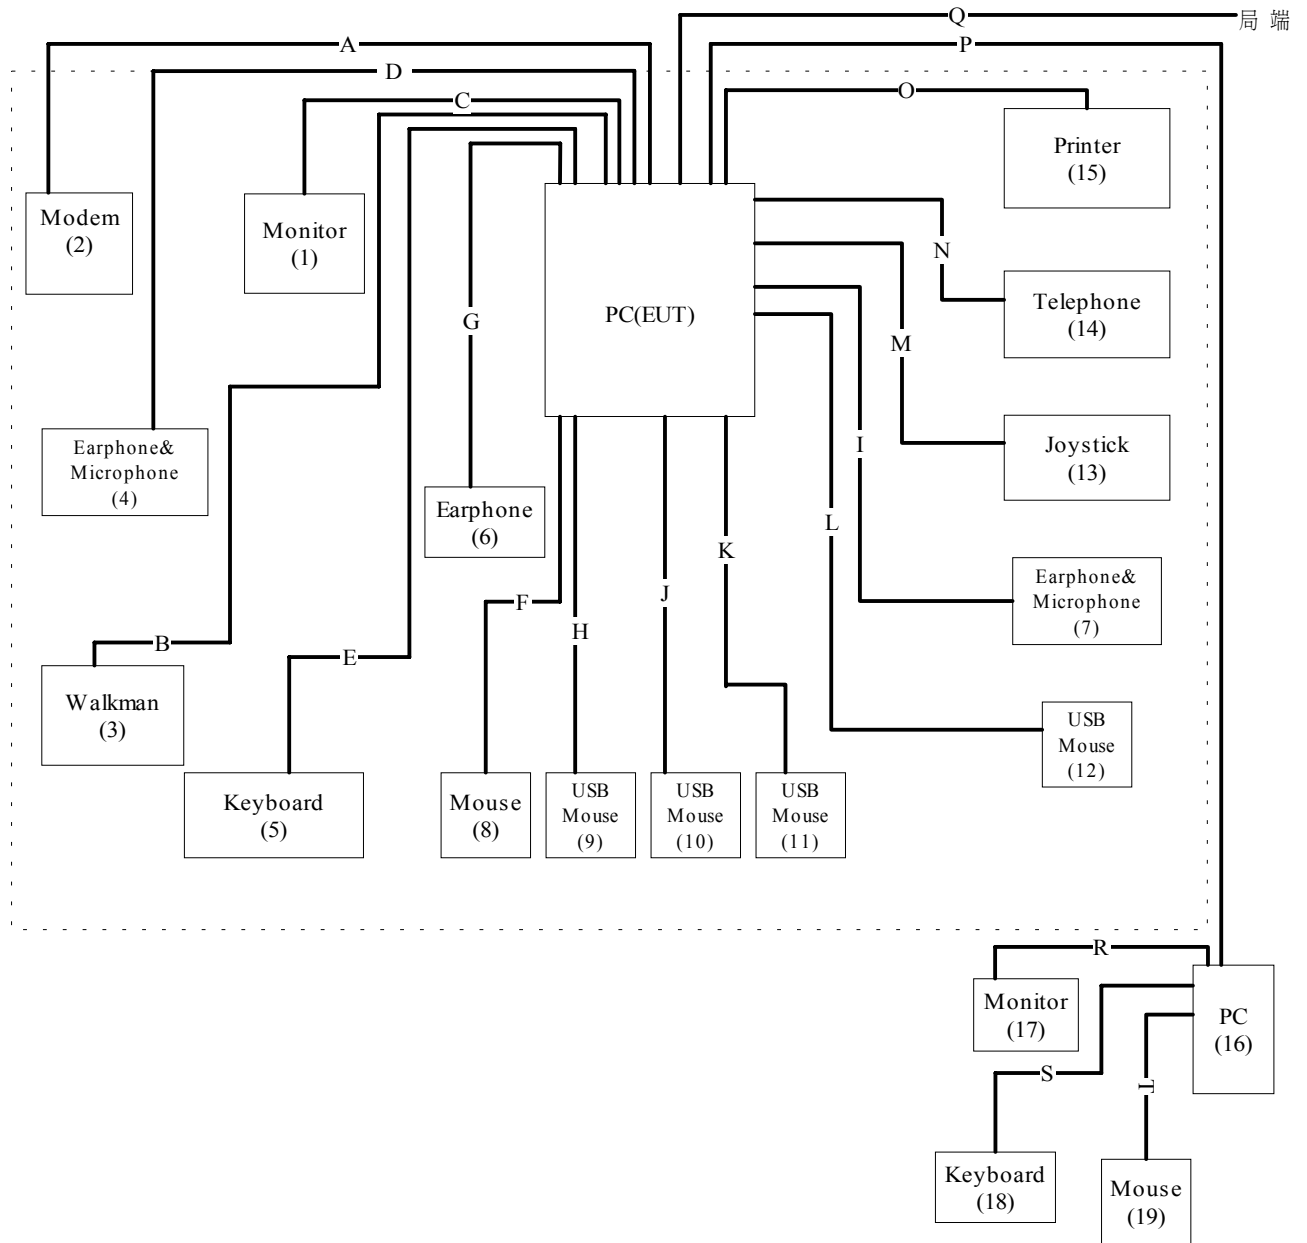 Q
局 端
A
P
D
O
C
Printer
(15)
Modem
(2)
Monitor
(1)
N
Telephone
(14)
PC(EUT)
G
M
Earphone&
Microphone
(4)
I
Joystick
(13)
Earphone
(6)
L
K
Earphone&
Microphone
(7)
F
J
H
B
E
Walkman
(3)
USB
Mouse
(12)
Keyboard
(5)
Mouse
(8)
USB
Mouse
(9)
USB
Mouse
(10)
USB
Mouse
(11)
R
Monitor
(17)
PC
(16)
S
T
Keyboard
(18)
Mouse
(19)